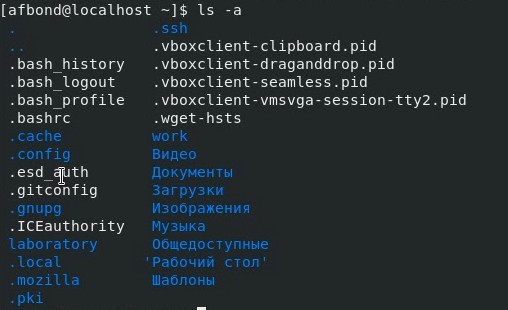 [afbond@localhost ~]$ ls -a
. .ssh
.. .vboxclient-clipboard.pid
.bash_history .vboxclient-draganddrop.pid
.bash_logout .vboxclient-seamless.pid
.bash_profile .vboxclient-vmsvga-session-tty2.pid
.bashrc .wget-hsts
.cache work
.config Видео
.esd_auth Документы
.gitconfig Загрузки
.gnupg Изображения
.ICEauthority Музыка
laboratory Общедоступные
.local 'Рабочий стол'
.mozilla Шаблоны
.pki